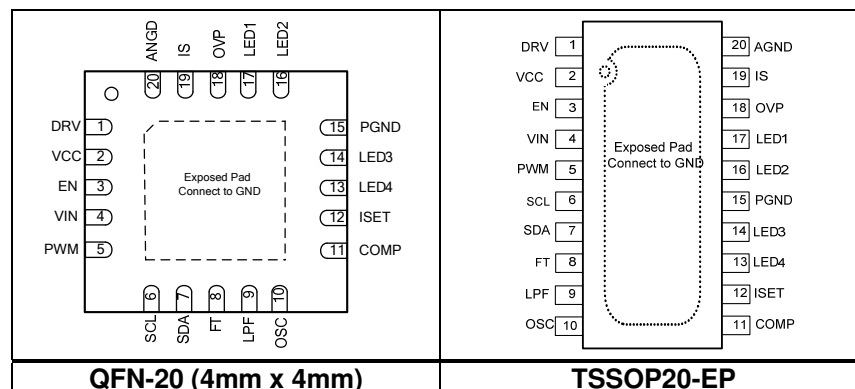 ANGD
IS
OVP
LED1
LED2
20
19
18
17
16
DRV 1
VCC 2
EN 3
VIN 4
PWM 5
15 PGND
14 LED3
13 LED4
12 ISET
11 COMP
Exposed Pad
Connect to GND
6
7
8
9
10
SCL
SDA
FT
LPF
OSC
QFN-20 (4mm x 4mm)
DRV 1
VCC 2
EN 3
VIN 4
PWM 5
SCL 6
SDA 7
FT 8
LPF 9
OSC 10
Exposed Pad
Connect to GND
20 AGND
19 IS
18 OVP
17 LED1
16 LED2
15 PGND
14 LED3
13 LED4
12 ISET
11 COMP
TSSOP20-EP